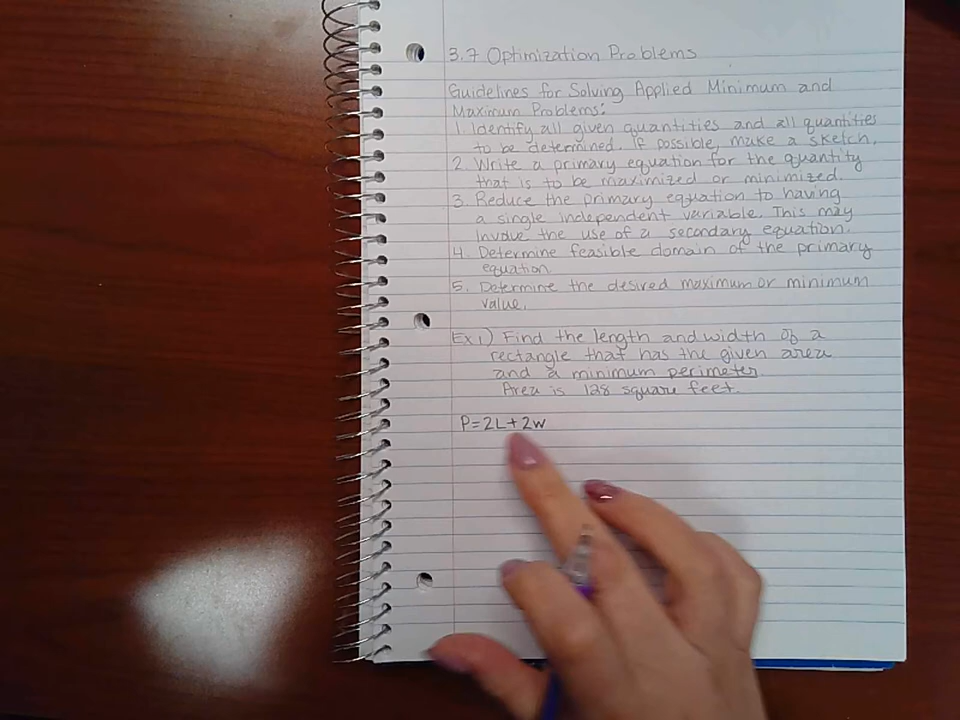 3.7 Optimization Problems
Guidelines for Solving Applied Minimum and
Maximum Problems:
1. Identify all given quantities and all quantities
to be determined. If possible, make a sketch.
2. Write a primary equation for the quantity
that is to be maximized or minimized.
3. Reduce the primary equation to having
a single independent variable. This may
involve the use of a secondary equation.
4. Determine feasible domain of the primary
equation.
5. Determine the desired maximum or minimum
value.
Ex 1) Find the length and width of a
rectangle that has the given area
and a minimum perimeter.
Area is 128 square feet.
P=2L+2W